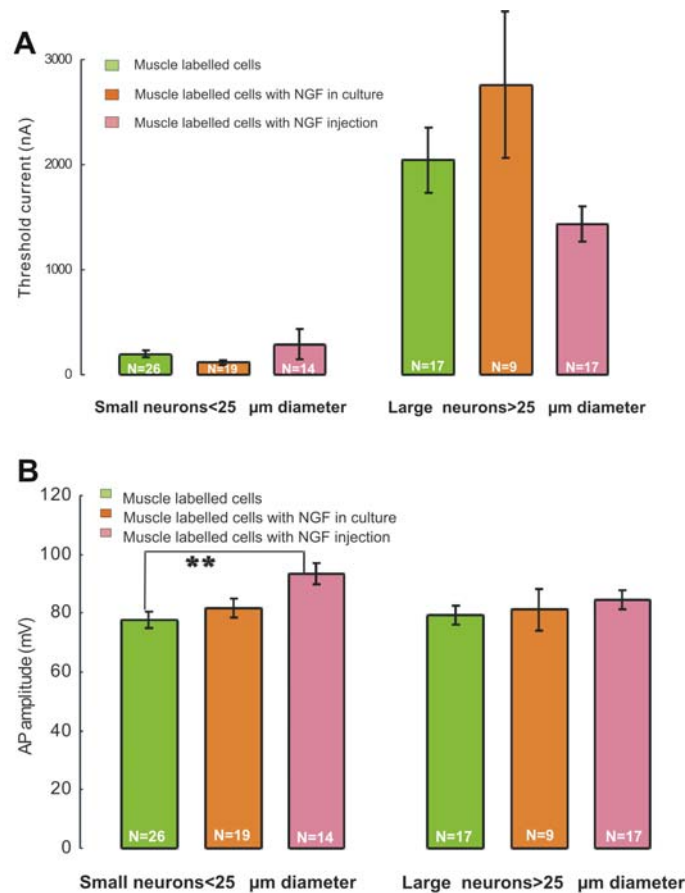 A
Threshold current (nA)
3000
2000
1000
0
Muscle labelled cells
Muscle labelled cells with NGF in culture
Muscle labelled cells with NGF injection
N=26
N=19
N=14
N=17
N=9
N=17
Small neurons<25 µm diameter
Large neurons>25 µm diameter
B
AP amplitude (mV)
120
100
80
60
40
20
0
Muscle labelled cells
Muscle labelled cells with NGF in culture
Muscle labelled cells with NGF injection
**
N=26
N=19
N=14
N=17
N=9
N=17
Small neurons<25 µm diameter
Large neurons>25 µm diameter